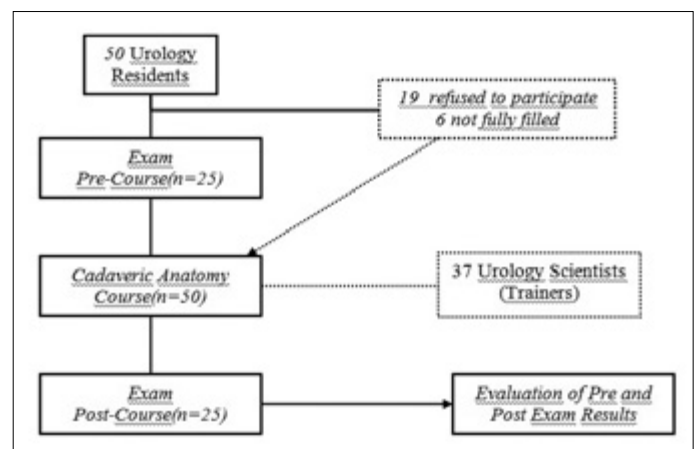 50 Urology
Residents
19 refused to participate
6 not fully filled
Exam
Pre-Course(n=25)
Cadaveric Anatomy
Course(n=50)
37 Urology Scientists
(Trainers)
Exam
Post-Course(n=25)
Evaluation of Pre and
Post Exam Results